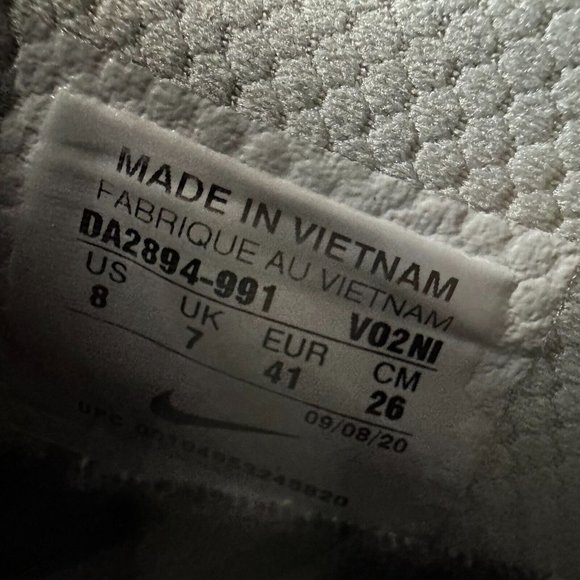 MADE IN VIETNAM
FABRIQUE AU VIETNAM
DA2894-991 V02NI
US UK EUR CM
8 7 41 26
09/08/20
UPC